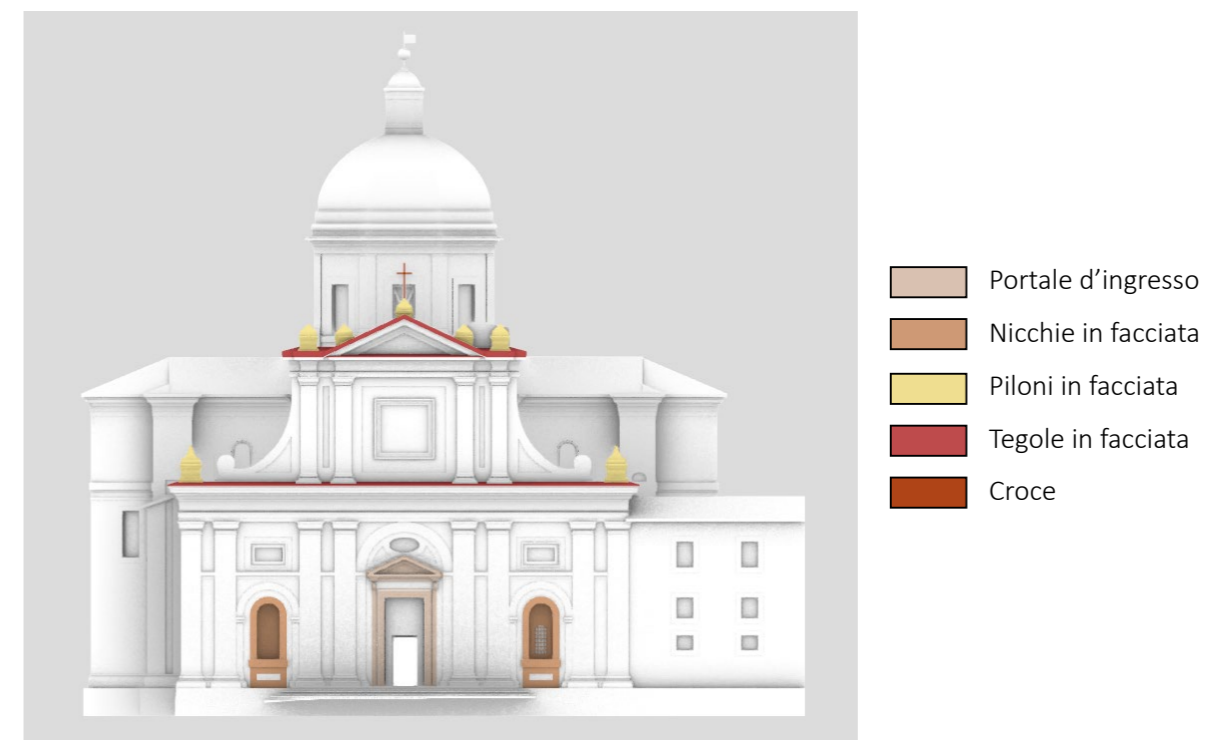 Portale d’ingresso
Nicchie in facciata
Piloni in facciata
Tegole in facciata
Croce